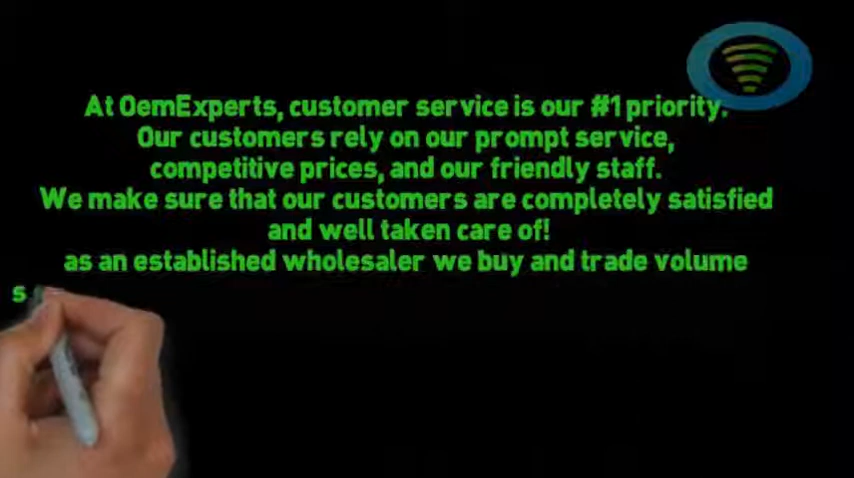 At OemExperts, customer service is our #1 priority.
Our customers rely on our prompt service,
competitive prices, and our friendly staff.
We make sure that our customers are completely satisfied
and well taken care of!
as an established wholesaler we buy and trade volume
s